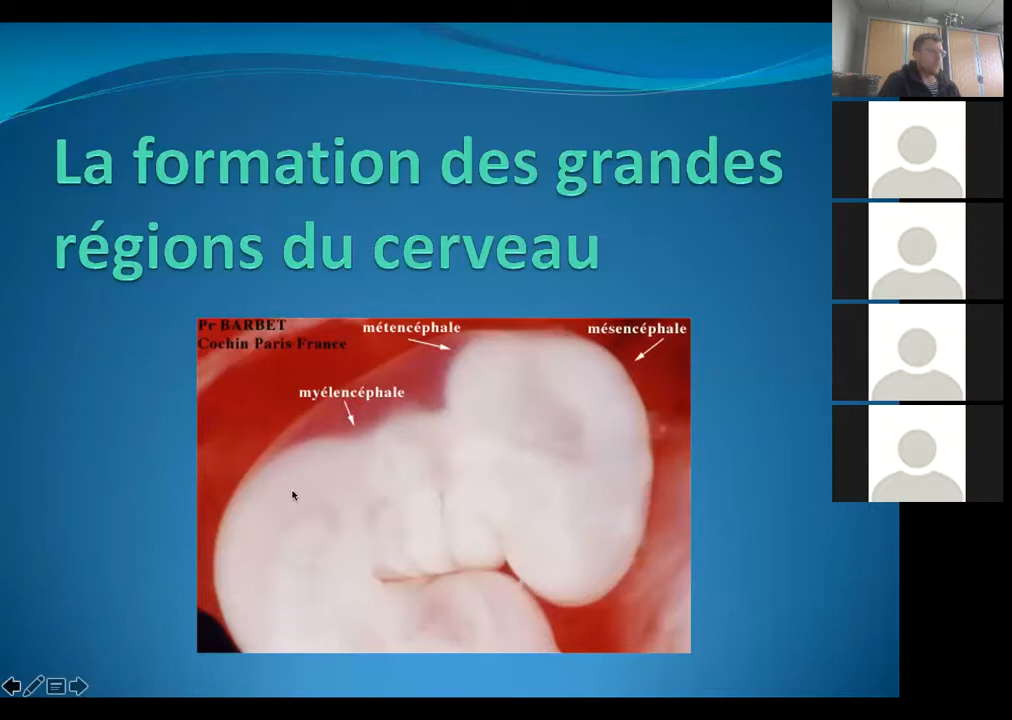 La formation des grandes
régions du cerveau
Pr BARBET
Cochin Paris France
métencéphale
mésencéphale
myélencéphale